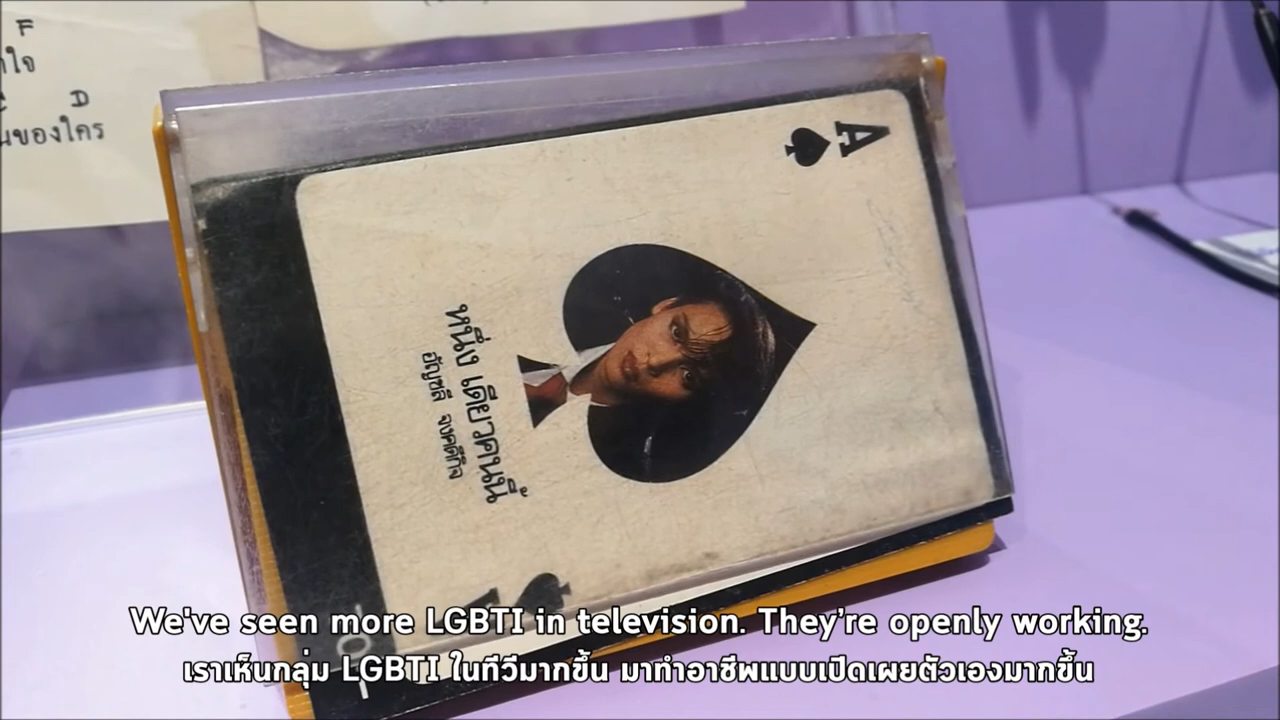 F
D
นของใคร
A
หนึ่ง เดียวคนนี้
อัญชลี จงคดีกิจ
We've seen more LGBTI in television. They're openly working.
เราเห็นกลุ่ม LGBTI ในทีวีมากขึ้น มาทำอาชีพแบบเปิดเผยตัวเองมากขึ้น